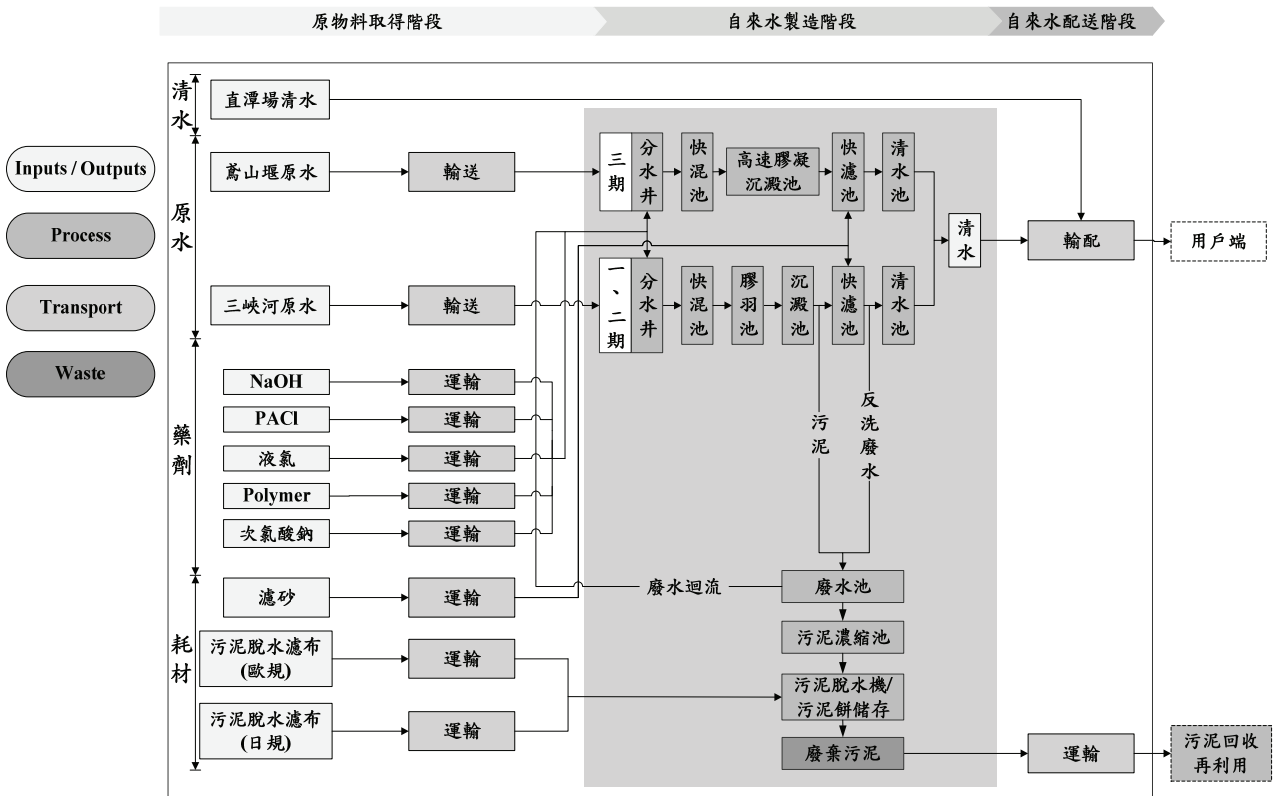 原物料取得階段
自來水製造階段
自來水配送階段
Inputs / Outputs
Process
Transport
Waste
清水
原水
藥劑
耗材
直潭場清水
鳶山堰原水
輸送
三期
分水井
快混池
高速膠凝
沉澱池
快濾池
清水池
三峽河原水
輸送
一、二期
分水井
快混池
膠羽池
沉澱池
快濾池
清水池
清水
輸配
用戶端
NaOH
運輸
PACl
運輸
液氯
運輸
Polymer
運輸
次氯酸鈉
運輸
污泥
反洗廢水
濾砂
運輸
廢水迴流
廢水池
污泥濃縮池
污泥脫水濾布
(歐規)
運輸
污泥脫水機/
污泥餅儲存
污泥脫水濾布
(日規)
運輸
廢棄污泥
運輸
污泥回收
再利用